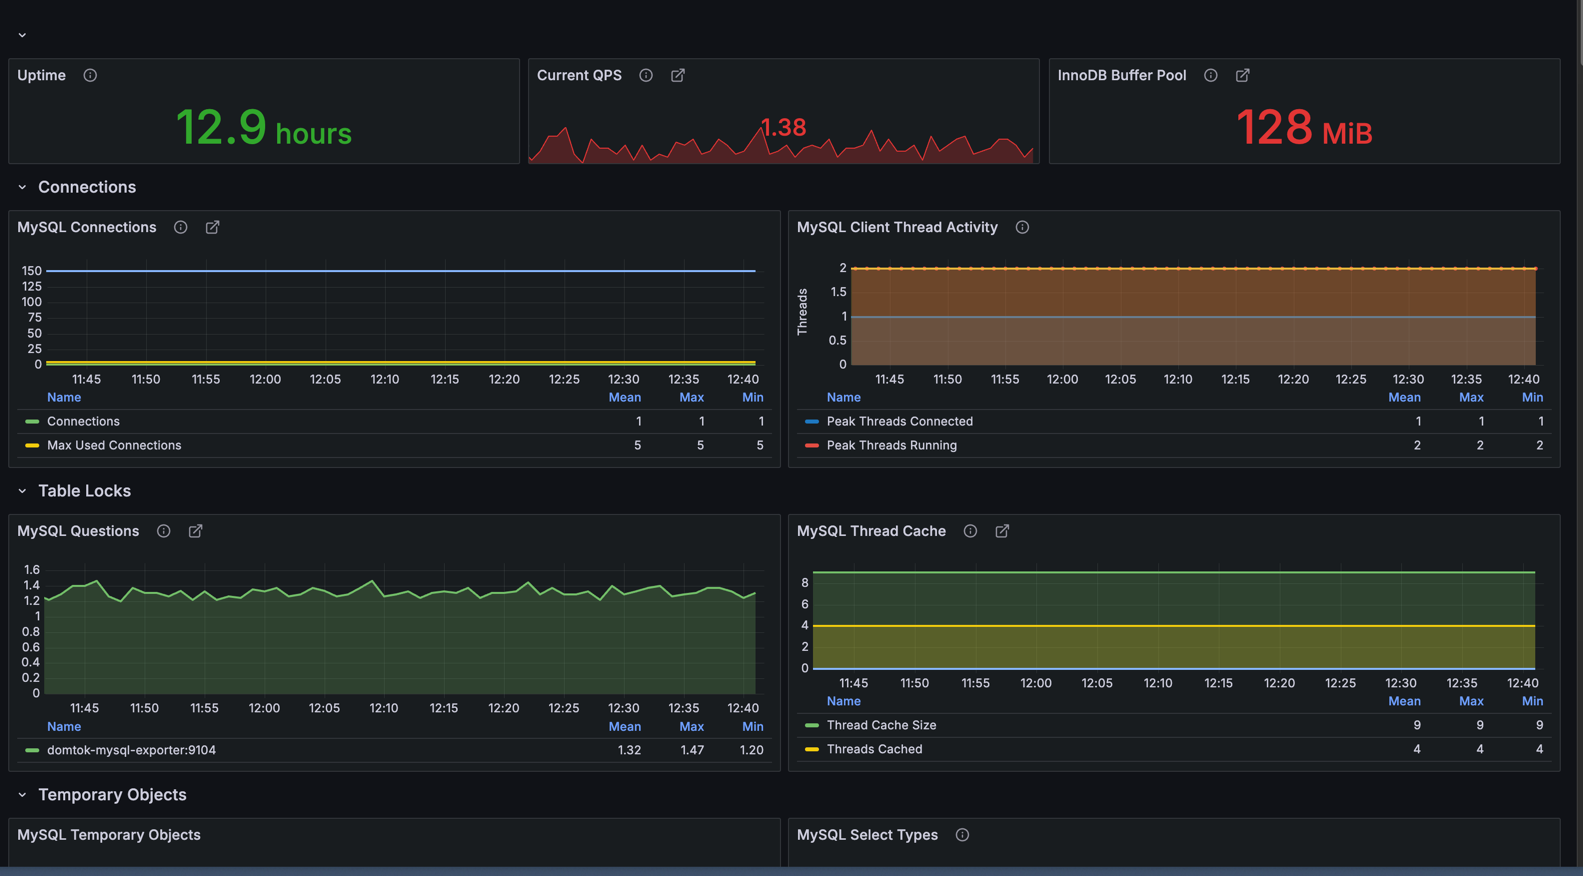 Uptime
Current QPS
InnoDB Buffer Pool
12.9 hours
1.38
128 MiB
Connections
MySQL Connections
150
125
100
75
50
25
0
11:45 11:50 11:55 12:00 12:05 12:10 12:15 12:20 12:25 12:30 12:35 12:40
Name Mean Max Min
Connections 1 1 1
Max Used Connections 5 5 5
MySQL Client Thread Activity
Threads
2
1.5
1
0.5
0
11:45 11:50 11:55 12:00 12:05 12:10 12:15 12:20 12:25 12:30 12:35 12:40
Name Mean Max Min
Peak Threads Connected 1 1 1
Peak Threads Running 2 2 2
Table Locks
MySQL Questions
1.6
1.4
1.2
1
0.8
0.6
0.4
0.2
0
11:45 11:50 11:55 12:00 12:05 12:10 12:15 12:20 12:25 12:30 12:35 12:40
Name Mean Max Min
domtok-mysql-exporter:9104 1.32 1.47 1.20
MySQL Thread Cache
8
6
4
2
0
11:45 11:50 11:55 12:00 12:05 12:10 12:15 12:20 12:25 12:30 12:35 12:40
Name Mean Max Min
Thread Cache Size 9 9 9
Threads Cached 4 4 4
Temporary Objects
MySQL Temporary Objects
MySQL Select Types